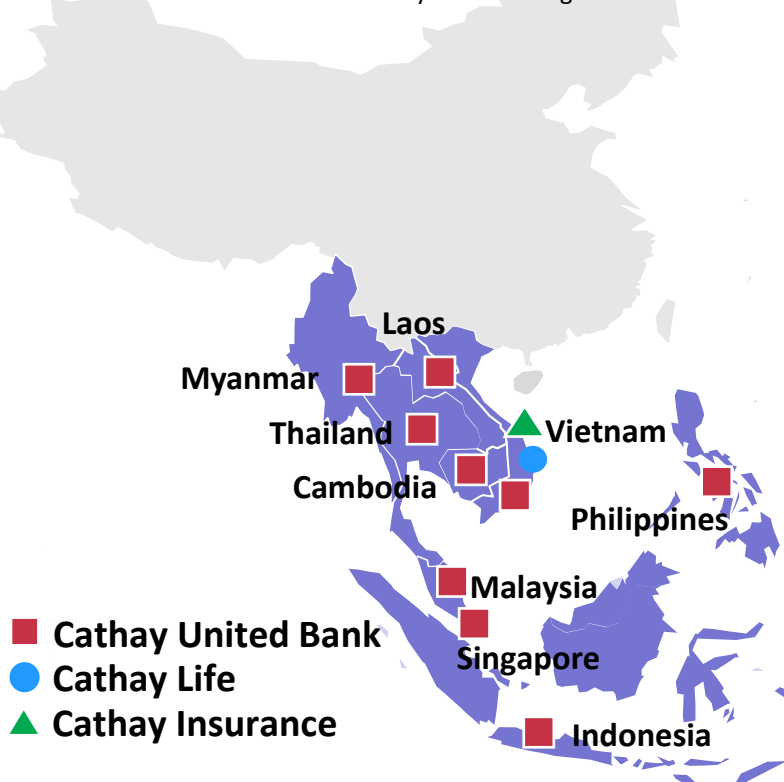 Laos
Myanmar
Thailand
Vietnam
Cambodia
Philippines
Malaysia
Cathay United Bank
Singapore
Cathay Life
Cathay Insurance
Indonesia